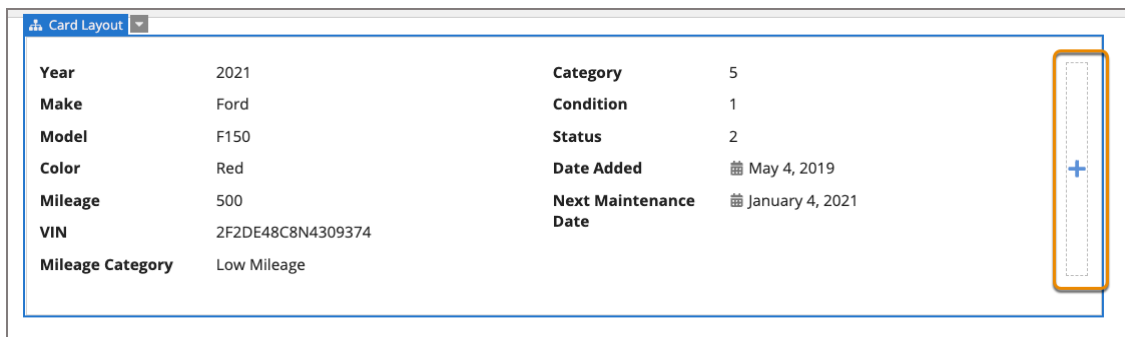 Card Layout
Year 2021
Make Ford
Model F150
Color Red
Mileage 500
VIN 2F2DE48C8N4309374
Mileage Category Low Mileage
Category 5
Condition 1
Status 2
Date Added May 4, 2019
Next Maintenance January 4, 2021
Date